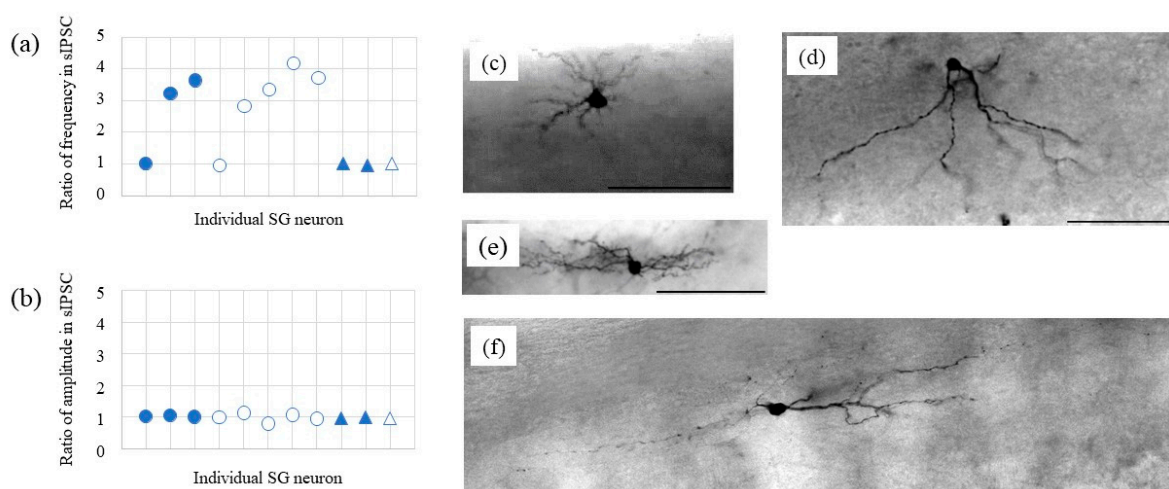 (a)
Ratio of frequency in sIPSC
5
4
3
2
1
0
Individual SG neuron
(b)
Ratio of amplitude in sIPSC
5
4
3
2
1
0
Individual SG neuron
(c)
(d)
(e)
(f)